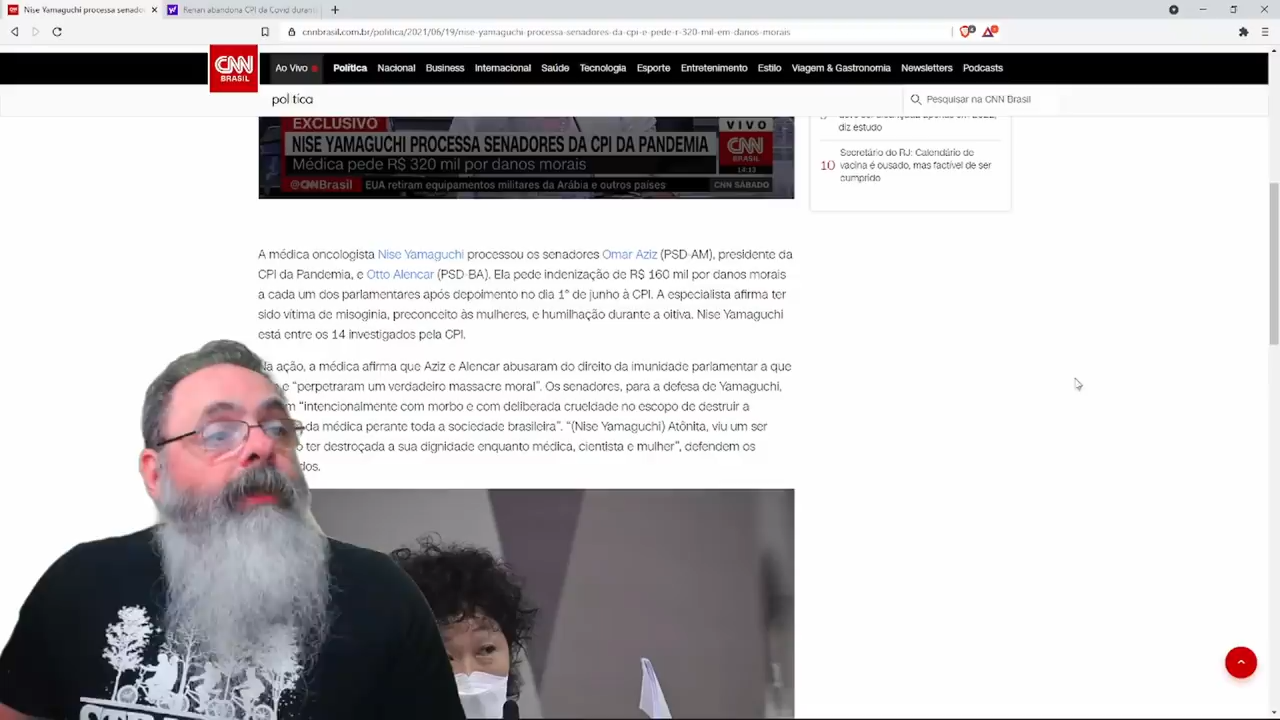 Nise Yamaguchi processa senado
Renan abandona CPI da Covid durant
cnnbrasil.com.br/politica/2021/06/19/nise-yamaguchi-processa-senadores-da-cpi-e-pede-r-320-mil-em-danos-morais
CNN
BRASIL
Ao Vivo
Política
Nacional
Business
Internacional
Saúde
Tecnologia
Esporte
Entretenimento
Estilo
Viagem & Gastronomia
Newsletters
Podcasts
política
Pesquisar na CNN Brasil
EXCLUSIVO
NISE YAMAGUCHI PROCESSA SENADORES DA CPI DA PANDEMIA
Médica pede R$ 320 mil por danos morais
VIVO
CNN
BRASIL
14:13
@CNNBrasil
EUA retiram equipamentos militares da Arábia e outros países
CNN SÁBADO
diz estudo
10
Secretário do RJ: Calendário de
vacina é ousado, mas factível de ser
cumprido
A médica oncologista Nise Yamaguchi processou os senadores Omar Aziz (PSD-AM), presidente da
CPI da Pandemia, e Otto Alencar (PSD-BA). Ela pede indenização de R$ 160 mil por danos morais
a cada um dos parlamentares após depoimento no dia 1° de junho à CPI. A especialista afirma ter
sido vítima de misoginia, preconceito às mulheres, e humilhação durante a oitiva. Nise Yamaguchi
está entre os 14 investigados pela CPI.
a ação, a médica afirma que Aziz e Alencar abusaram do direito da imunidade parlamentar a que
e “perpetraram um verdadeiro massacre moral”. Os senadores, para a defesa de Yamaguchi,
“intencionalmente com morbo e com deliberada crueldade no escopo de destruir a
da médica perante toda a sociedade brasileira”. “(Nise Yamaguchi) Atônita, viu um ser
ter destroçada a sua dignidade enquanto médica, cientista e mulher”, defendem os
dos.